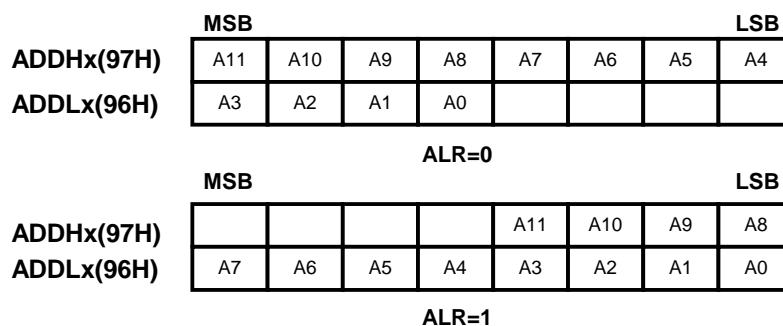 MSB LSB
ADDHx(97H) A11 A10 A9 A8 A7 A6 A5 A4
ADDLx(96H) A3 A2 A1 A0
ALR=0
MSB LSB
ADDHx(97H) A11 A10 A9 A8
ADDLx(96H) A7 A6 A5 A4 A3 A2 A1 A0
ALR=1